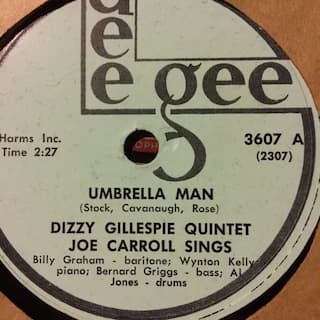 dee gee
Harms Inc.
Time 2:27
3607 A
(2307)
UMBRELLA MAN
(Stock, Cavanaugh, Rose)
DIZZY GILLESPIE QUINTET
JOE CARROLL SINGS
Billy Graham - baritone; Wynton Kelly
piano; Bernard Griggs - bass; Al
Jones - drums